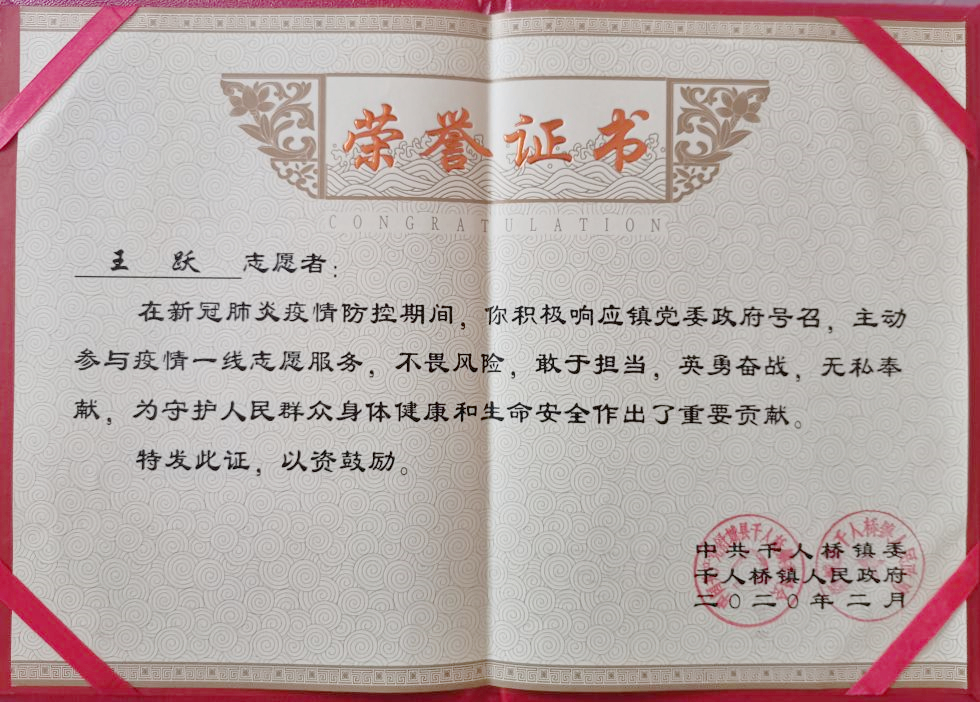 荣誉证书
CONGRATULATION
王 跃 志愿者：
在新冠肺炎疫情防控期间，你积极响应镇党委政府号召，主动
参与疫情一线志愿服务，不畏风险，敢于担当，英勇奋战，无私奉
献，为守护人民群众身体健康和生命安全作出了重要贡献。
特发此证，以资鼓励。
中共千人桥镇委
千人桥镇人民政府
二〇二〇年二月